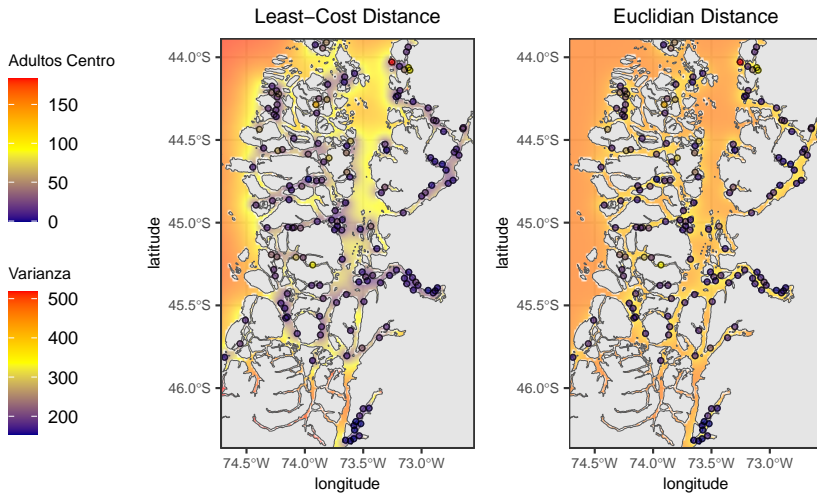 Least−Cost Distance
Euclidian Distance
Adultos Centro
150
100
50
0
Varianza
500
400
300
200
latitude
44.0°S
44.5°S
45.0°S
45.5°S
46.0°S
74.5°W 74.0°W 73.5°W 73.0°W
longitude
latitude
44.0°S
44.5°S
45.0°S
45.5°S
46.0°S
74.5°W 74.0°W 73.5°W 73.0°W
longitude